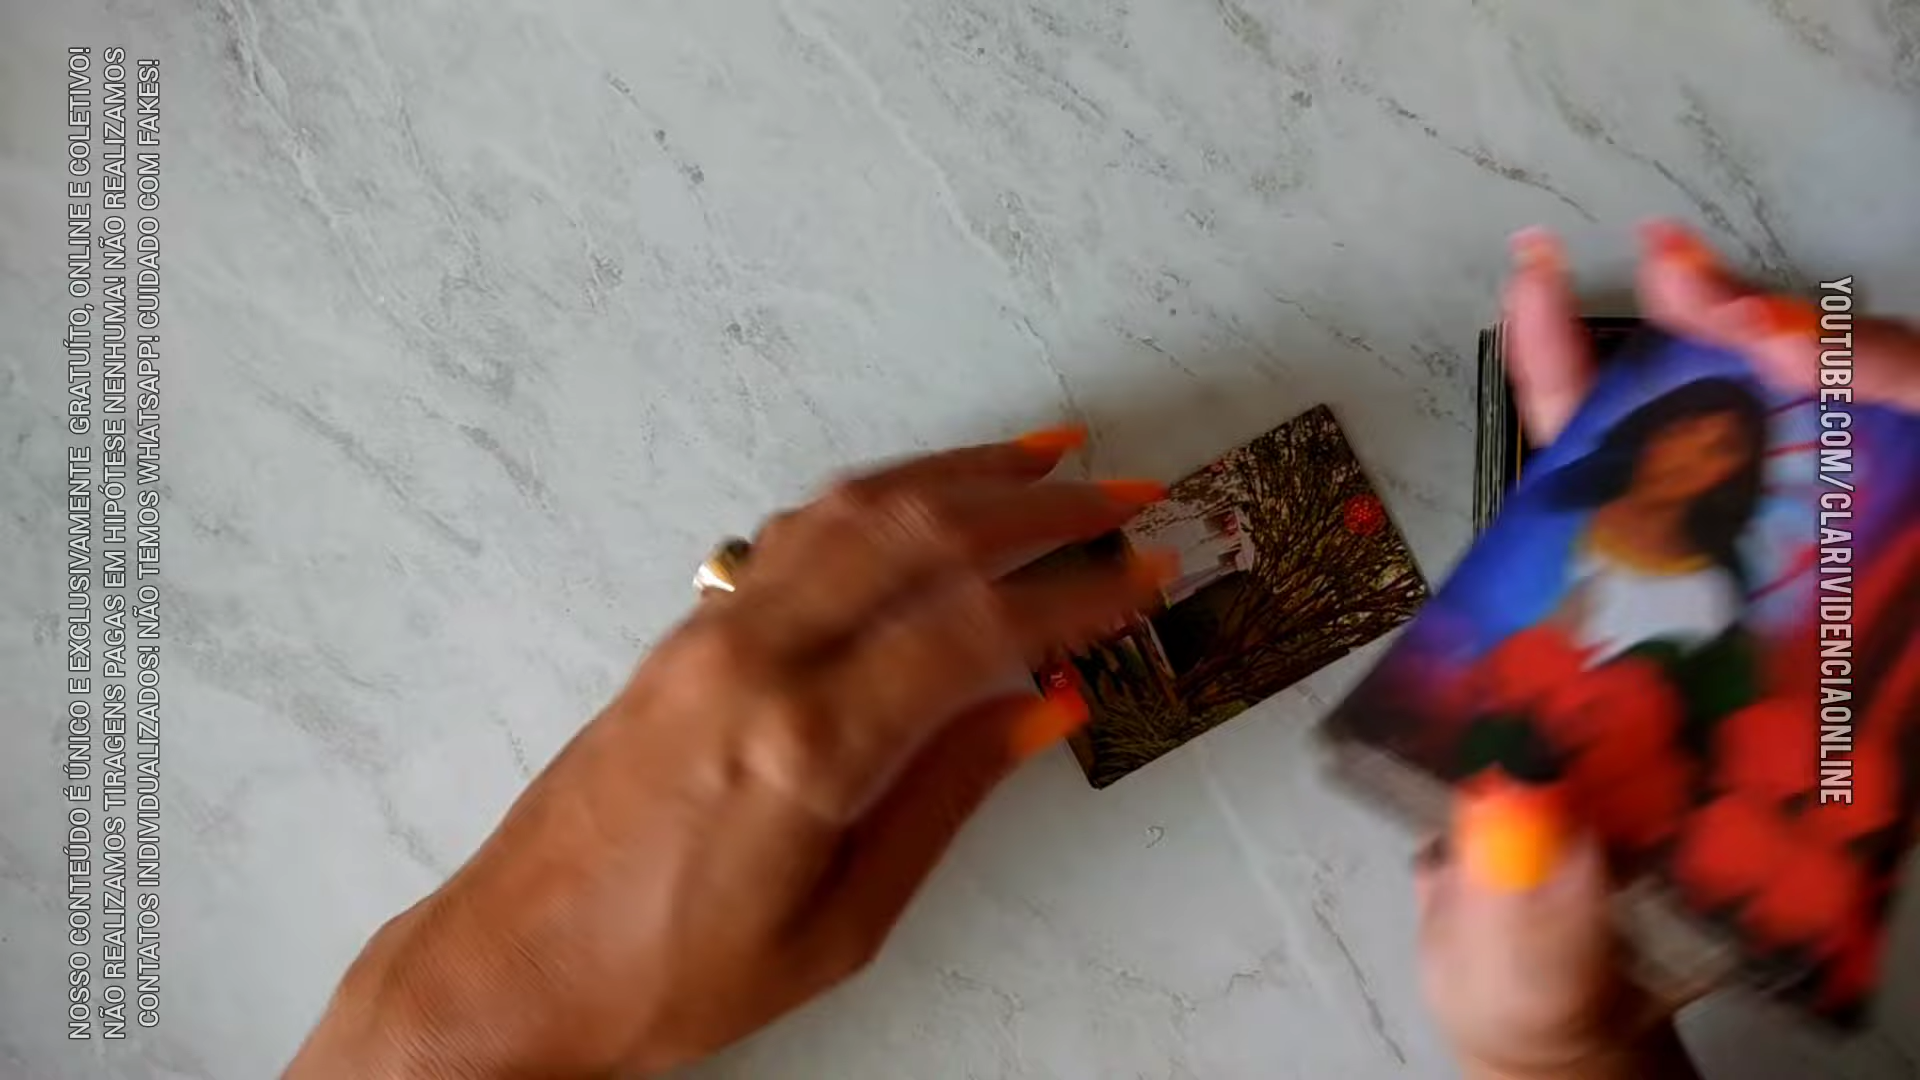 NOSSO CONTEÚDO É ÚNICO E EXCLUSIVAMENTE GRATUÍTO, ONLINE E COLETIVO!
NÃO REALIZAMOS TIRAGENS PAGAS EM HIPÓTESE NENHUMA! NÃO REALIZAMOS
CONTATOS INDIVIDUALIZADOS! NÃO TEMOS WHATSAPP! CUIDADO COM FAKES!
20
YOUTUBE.COM/CLARIVIDENCIAONLINE